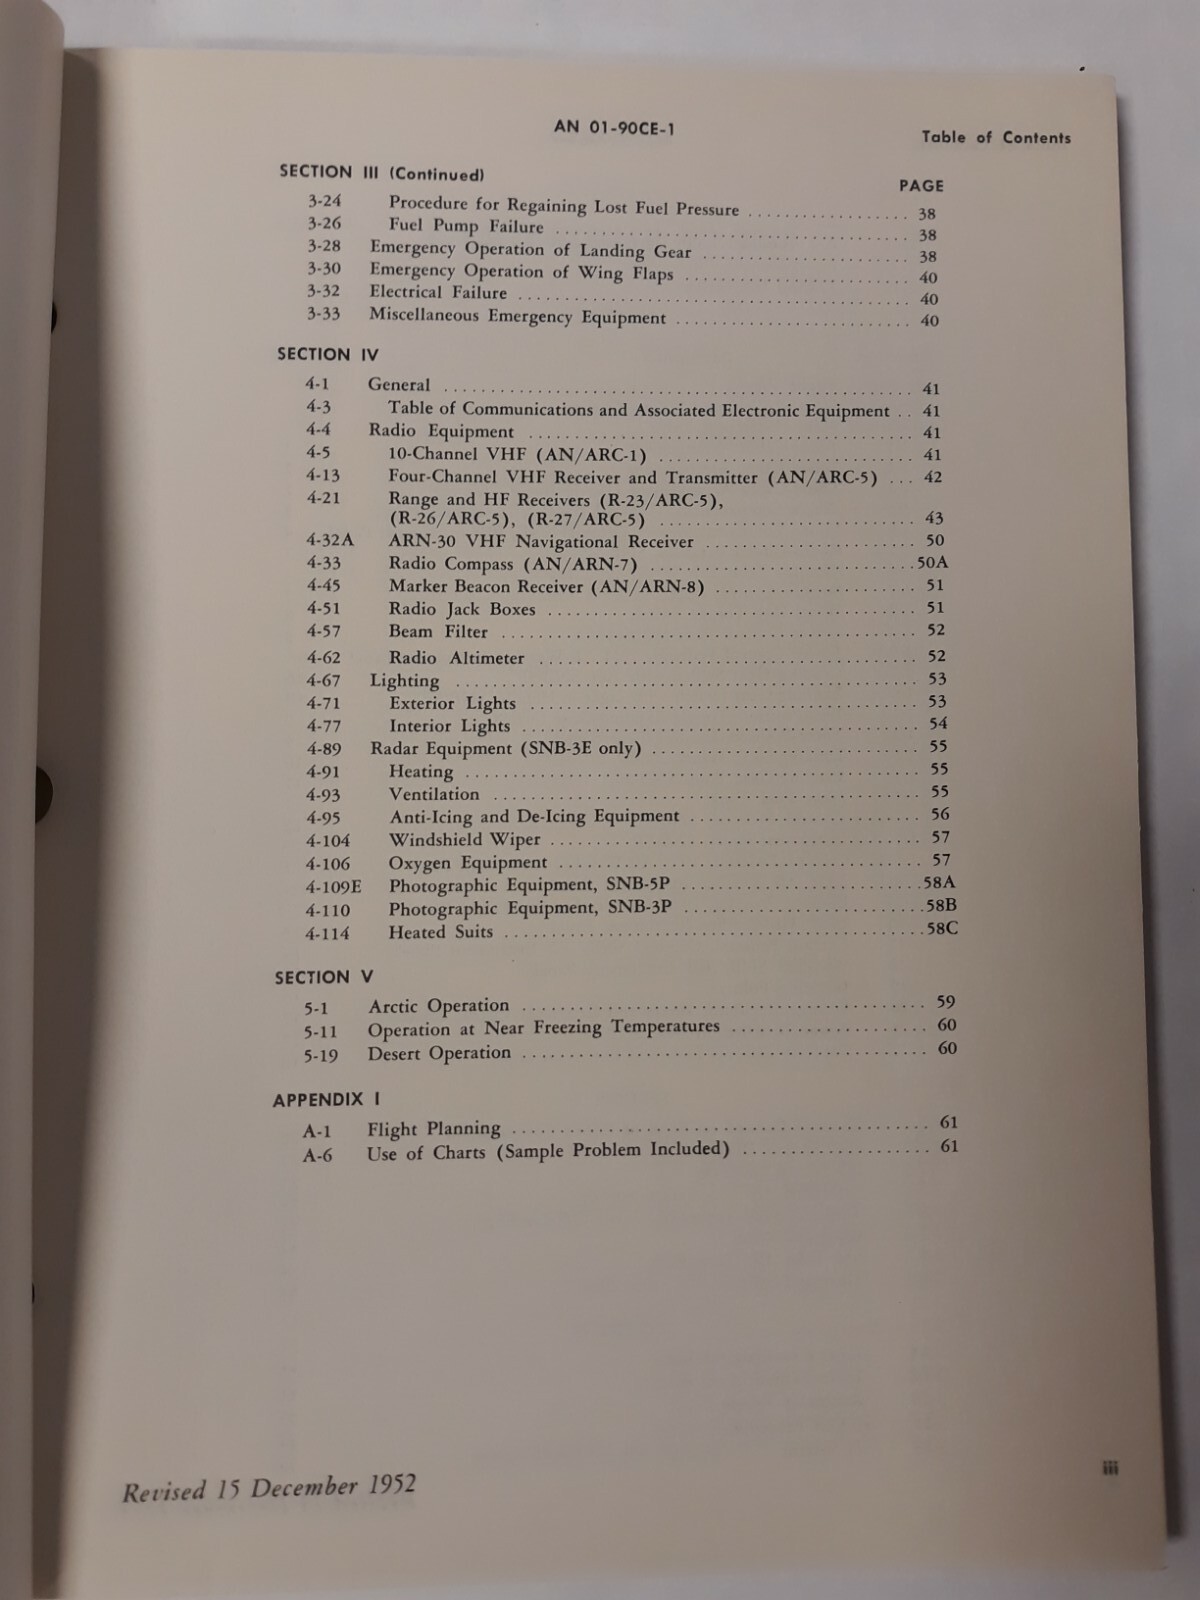 AN 01-90CE-1
Table of Contents
SECTION III (Continued)
PAGE
3-24 Procedure for Regaining Lost Fuel Pressure . . . . . . . . . . . . . . . . . 38
3-26 Fuel Pump Failure . . . . . . . . . . . . . . . . . . . . . . . . . . . . . . . . . . . . . . 38
3-28 Emergency Operation of Landing Gear . . . . . . . . . . . . . . . . . . . . . . 38
3-30 Emergency Operation of Wing Flaps . . . . . . . . . . . . . . . . . . . . . . . . 40
3-32 Electrical Failure . . . . . . . . . . . . . . . . . . . . . . . . . . . . . . . . . . . . . . . . . . 40
3-33 Miscellaneous Emergency Equipment . . . . . . . . . . . . . . . . . . . . . . . . . 40
SECTION IV
4-1 General . . . . . . . . . . . . . . . . . . . . . . . . . . . . . . . . . . . . . . . . . . . . . . . . . . 41
4-3 Table of Communications and Associated Electronic Equipment . . 41
4-4 Radio Equipment . . . . . . . . . . . . . . . . . . . . . . . . . . . . . . . . . . . . . . . . . 41
4-5 10-Channel VHF (AN/ARC-1) . . . . . . . . . . . . . . . . . . . . . . . . . . . 41
4-13 Four-Channel VHF Receiver and Transmitter (AN/ARC-5) . . . 42
4-21 Range and HF Receivers (R-23/ARC-5),
(R-26/ARC-5), (R-27/ARC-5) . . . . . . . . . . . . . . . . . . . . . . . . . . . 43
4-32A ARN-30 VHF Navigational Receiver . . . . . . . . . . . . . . . . . . . . . . 50
4-33 Radio Compass (AN/ARN-7) . . . . . . . . . . . . . . . . . . . . . . . . . . . . 50A
4-45 Marker Beacon Receiver (AN/ARN-8) . . . . . . . . . . . . . . . . . . . . . 51
4-51 Radio Jack Boxes . . . . . . . . . . . . . . . . . . . . . . . . . . . . . . . . . . . . . . . 51
4-57 Beam Filter . . . . . . . . . . . . . . . . . . . . . . . . . . . . . . . . . . . . . . . . . . . . 52
4-62 Radio Altimeter . . . . . . . . . . . . . . . . . . . . . . . . . . . . . . . . . . . . . . . . 52
4-67 Lighting . . . . . . . . . . . . . . . . . . . . . . . . . . . . . . . . . . . . . . . . . . . . . . . . . 53
4-71 Exterior Lights . . . . . . . . . . . . . . . . . . . . . . . . . . . . . . . . . . . . . . . . . 53
4-77 Interior Lights . . . . . . . . . . . . . . . . . . . . . . . . . . . . . . . . . . . . . . . . . . 54
4-89 Radar Equipment (SNB-3E only) . . . . . . . . . . . . . . . . . . . . . . . . . . . . 55
4-91 Heating . . . . . . . . . . . . . . . . . . . . . . . . . . . . . . . . . . . . . . . . . . . . . . . . 55
4-93 Ventilation . . . . . . . . . . . . . . . . . . . . . . . . . . . . . . . . . . . . . . . . . . . . . 55
4-95 Anti-Icing and De-Icing Equipment . . . . . . . . . . . . . . . . . . . . . . . . 56
4-104 Windshield Wiper . . . . . . . . . . . . . . . . . . . . . . . . . . . . . . . . . . . . . . . 57
4-106 Oxygen Equipment . . . . . . . . . . . . . . . . . . . . . . . . . . . . . . . . . . . . . . 57
4-109E Photographic Equipment, SNB-5P . . . . . . . . . . . . . . . . . . . . . . . . . 58A
4-110 Photographic Equipment, SNB-3P . . . . . . . . . . . . . . . . . . . . . . . . . 58B
4-114 Heated Suits . . . . . . . . . . . . . . . . . . . . . . . . . . . . . . . . . . . . . . . . . . . . 58C
SECTION V
5-1 Arctic Operation . . . . . . . . . . . . . . . . . . . . . . . . . . . . . . . . . . . . . . . . . . . 59
5-11 Operation at Near Freezing Temperatures . . . . . . . . . . . . . . . . . . . . . 60
5-19 Desert Operation . . . . . . . . . . . . . . . . . . . . . . . . . . . . . . . . . . . . . . . . . . . 60
APPENDIX I
A-1 Flight Planning . . . . . . . . . . . . . . . . . . . . . . . . . . . . . . . . . . . . . . . . . . . . 61
A-6 Use of Charts (Sample Problem Included) . . . . . . . . . . . . . . . . . . . . 61
Revised 15 December 1952
iii